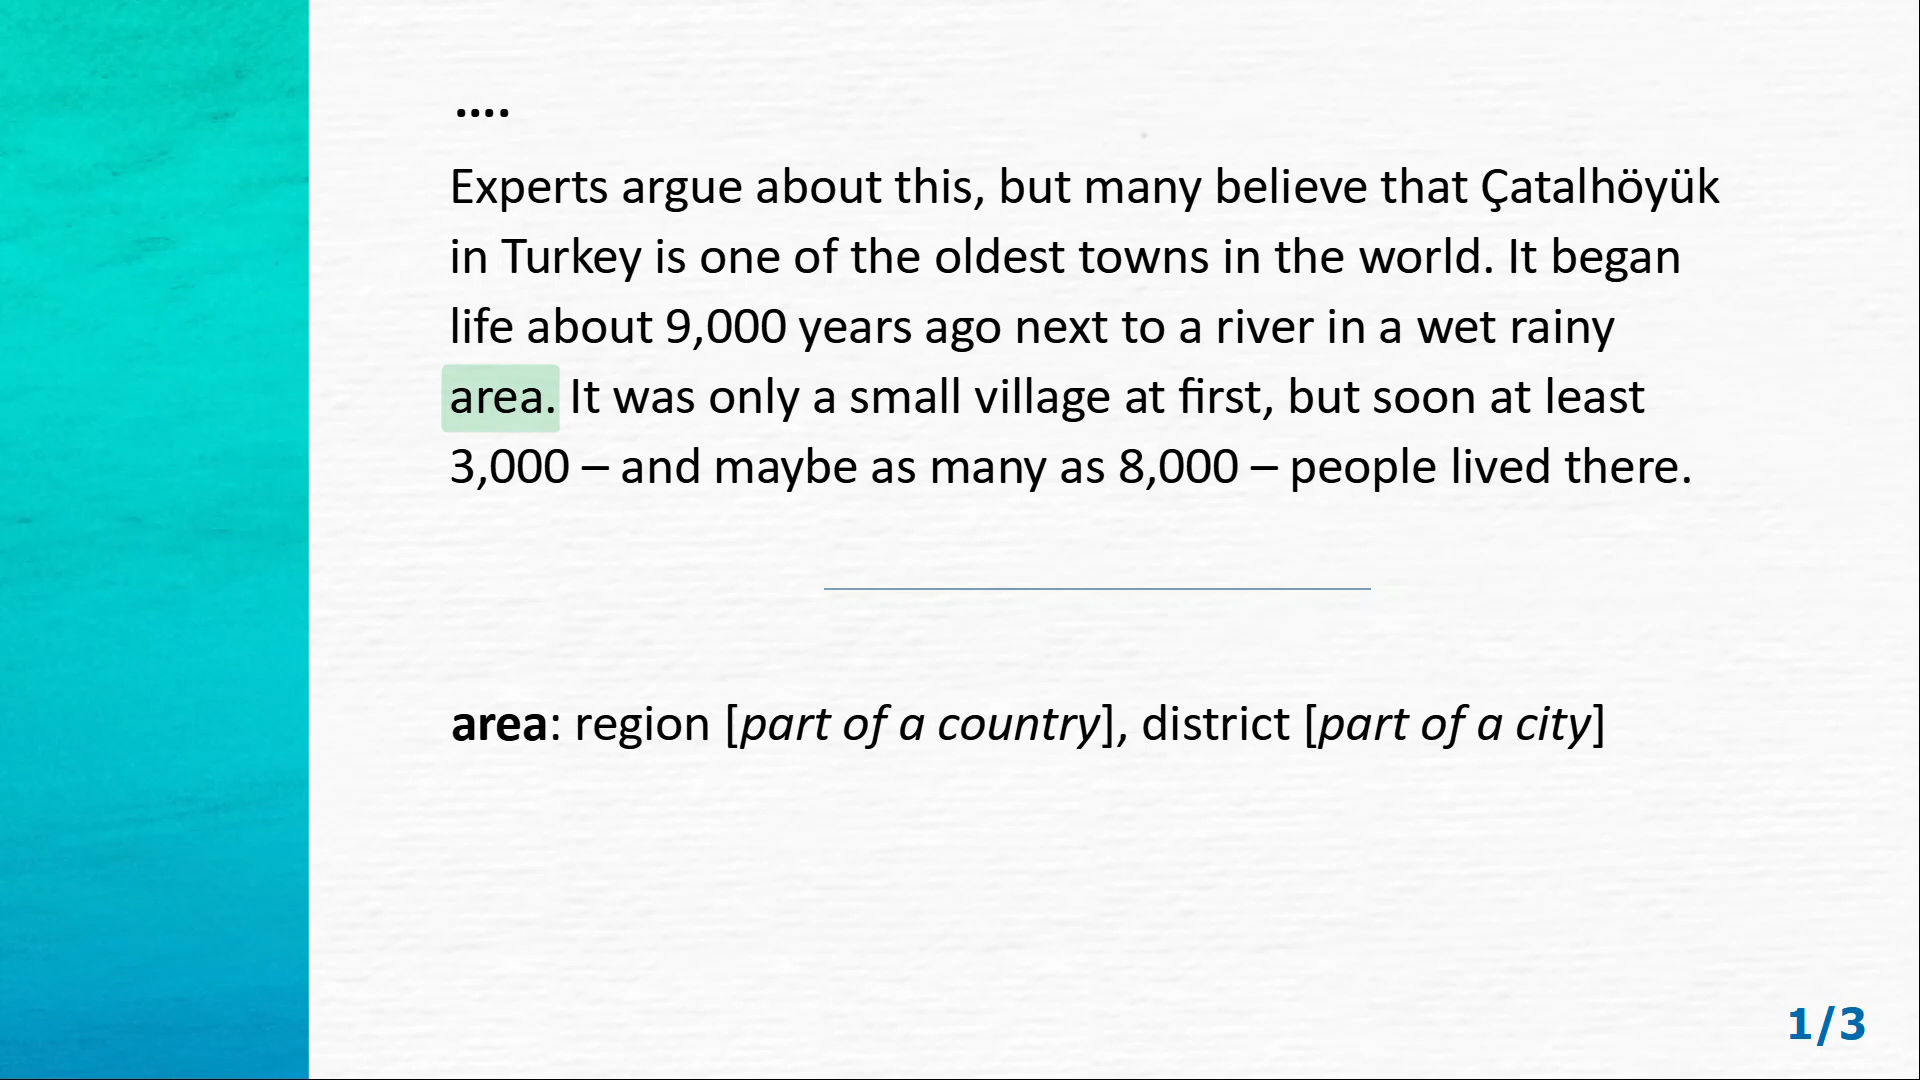 ....
Experts argue about this, but many believe that Çatalhöyük
in Turkey is one of the oldest towns in the world. It began
life about 9,000 years ago next to a river in a wet rainy
area. It was only a small village at first, but soon at least
3,000 – and maybe as many as 8,000 – people lived there.
area: region [part of a country], district [part of a city]
1/3